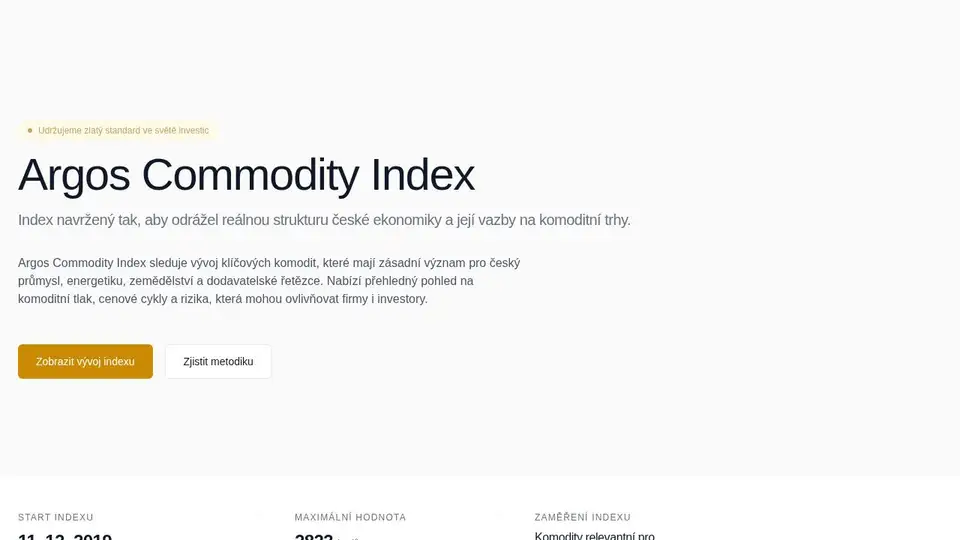 Udržujeme zlatý standard ve světě investic
Argos Commodity Index
Index navržený tak, aby odrážel reálnou strukturu české ekonomiky a její vazby na komoditní trhy.
Argos Commodity Index sleduje vývoj klíčových komodit, které mají zásadní význam pro český
průmysl, energetiku, zemědělství a dodavatelské řetězce. Nabízí přehledný pohled na
komoditní tlak, cenové cykly a rizika, která mohou ovlivňovat firmy i investory.
Zobrazit vývoj indexu Zjistit metodiku
START INDEXU MAXIMÁLNÍ HODNOTA ZAMĚŘENÍ INDEXU
11. 12. 2019 Komodity relevantní pro